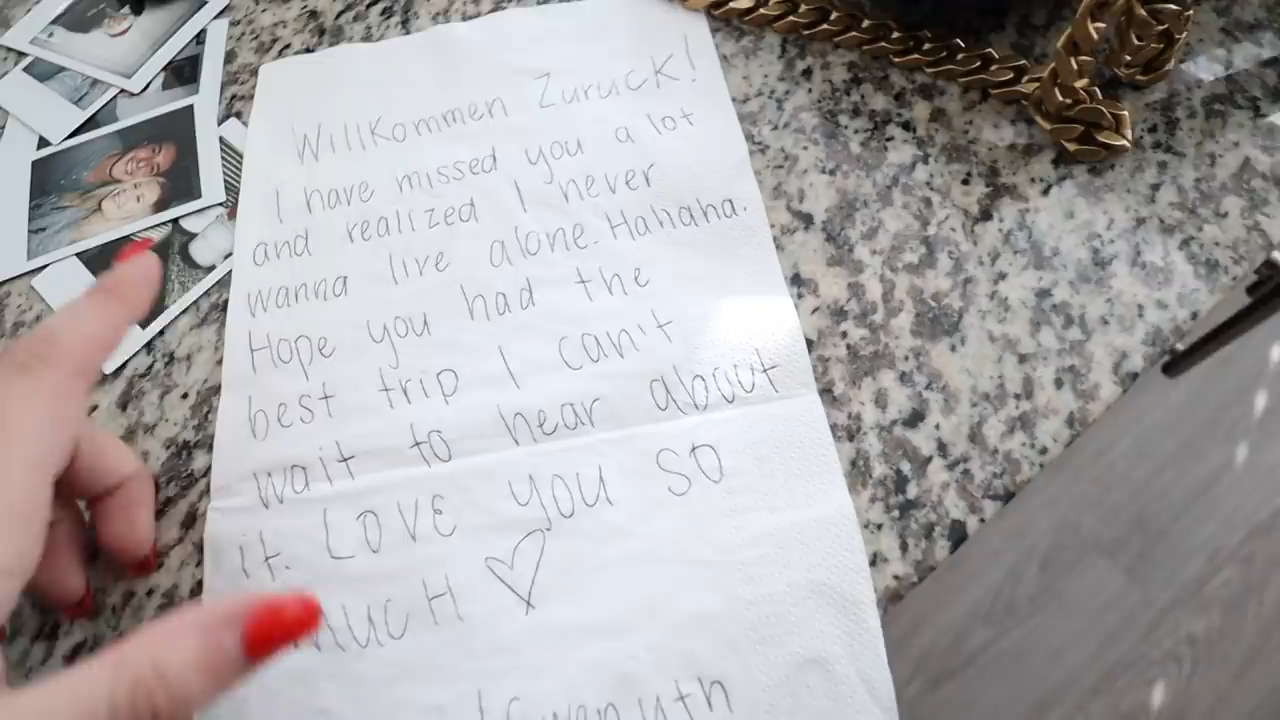 Willkommen Zuruck!
I have missed you a lot
and realized I never
wanna live alone. Hahaha.
Hope you had the
best trip I can't
wait to hear about
it. LOVE YOU SO
MUCH ♡